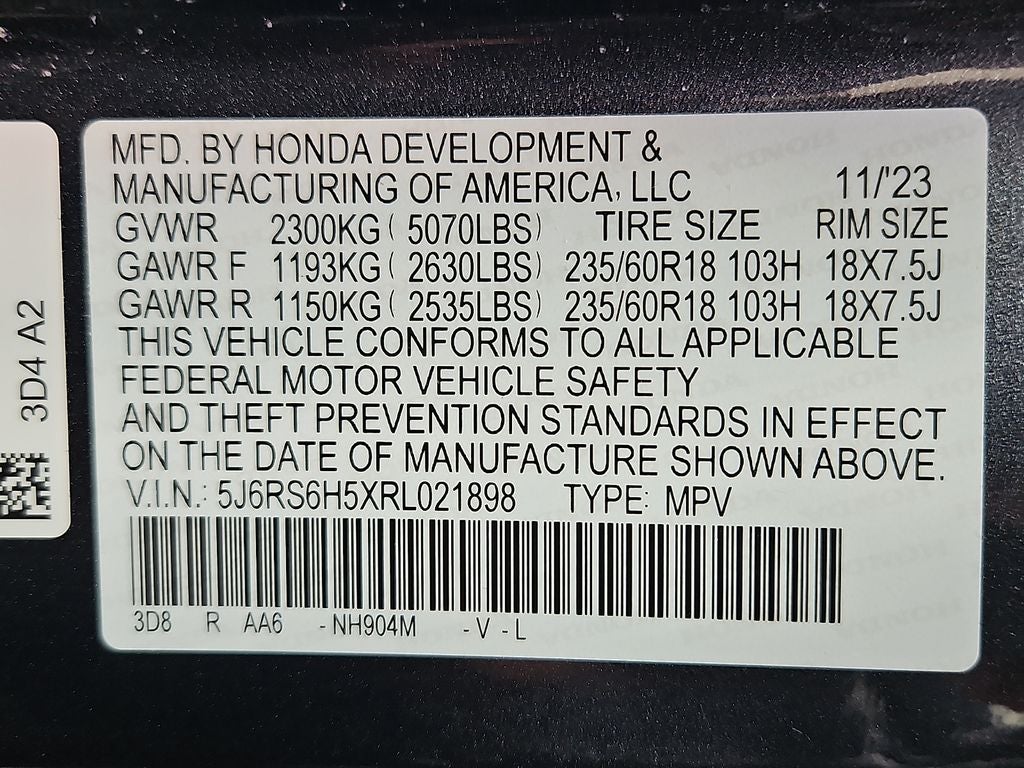 MFD. BY HONDA DEVELOPMENT &
MANUFACTURING OF AMERICA, LLC 11/'23
GVWR 2300KG ( 5070LBS) TIRE SIZE RIM SIZE
GAWR F 1193KG ( 2630LBS) 235/60R18 103H 18X7.5J
GAWR R 1150KG ( 2535LBS) 235/60R18 103H 18X7.5J
THIS VEHICLE CONFORMS TO ALL APPLICABLE
FEDERAL MOTOR VEHICLE SAFETY
AND THEFT PREVENTION STANDARDS IN EFFECT
ON THE DATE OF MANUFACTURE SHOWN ABOVE.
V.I.N.: 5J6RS6H5XRL021898 TYPE: MPV
3D8 R AA6 -NH904M -V -L
3D4 A2